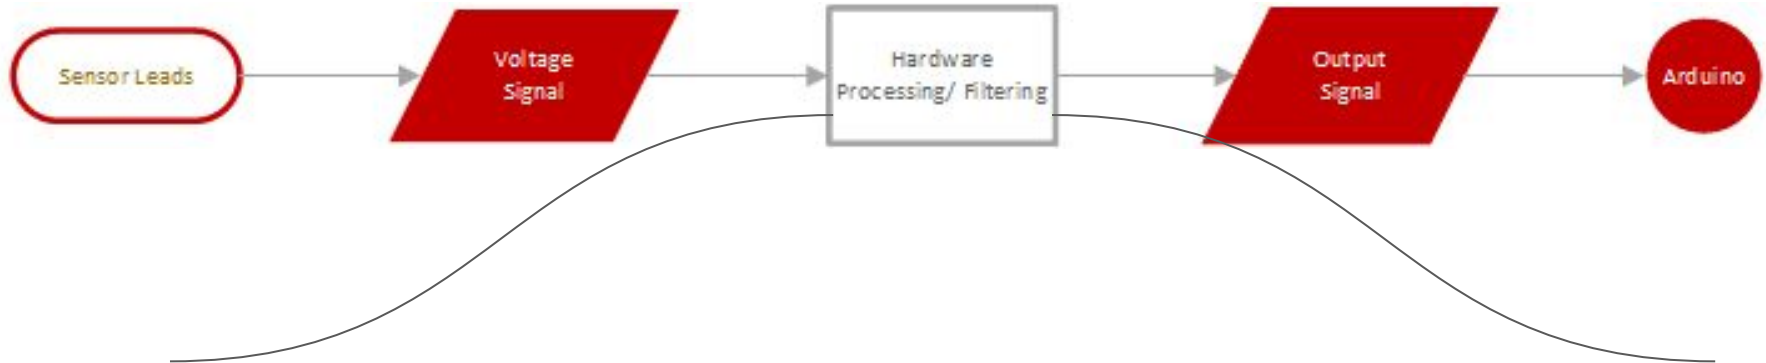 Sensor Leads
Voltage
Signal
Hardware
Processing/ Filtering
Output
Signal
Arduino